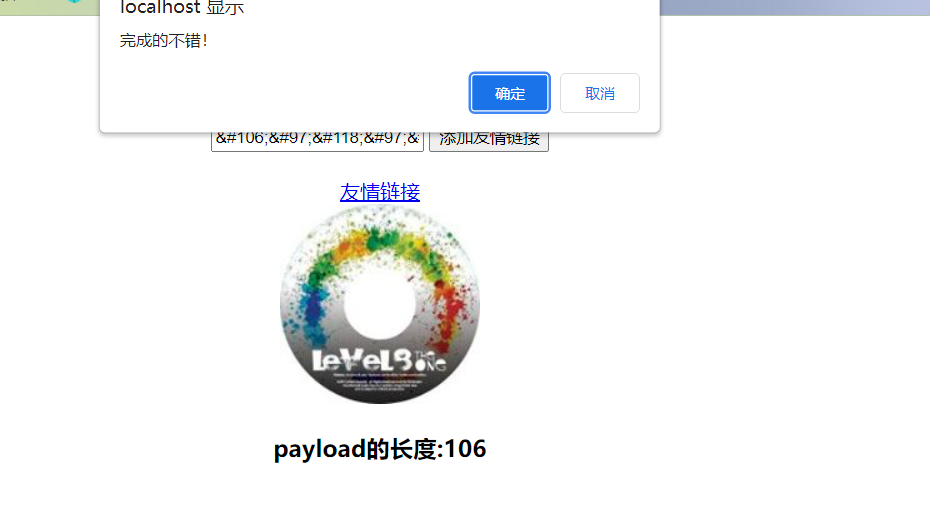 localhost 显示
完成的不错！
确定
取消
&#106;&#97;&#118;&#97;&
添加友情链接
友情链接
LeVeL8 THE ONE
payload的长度:106